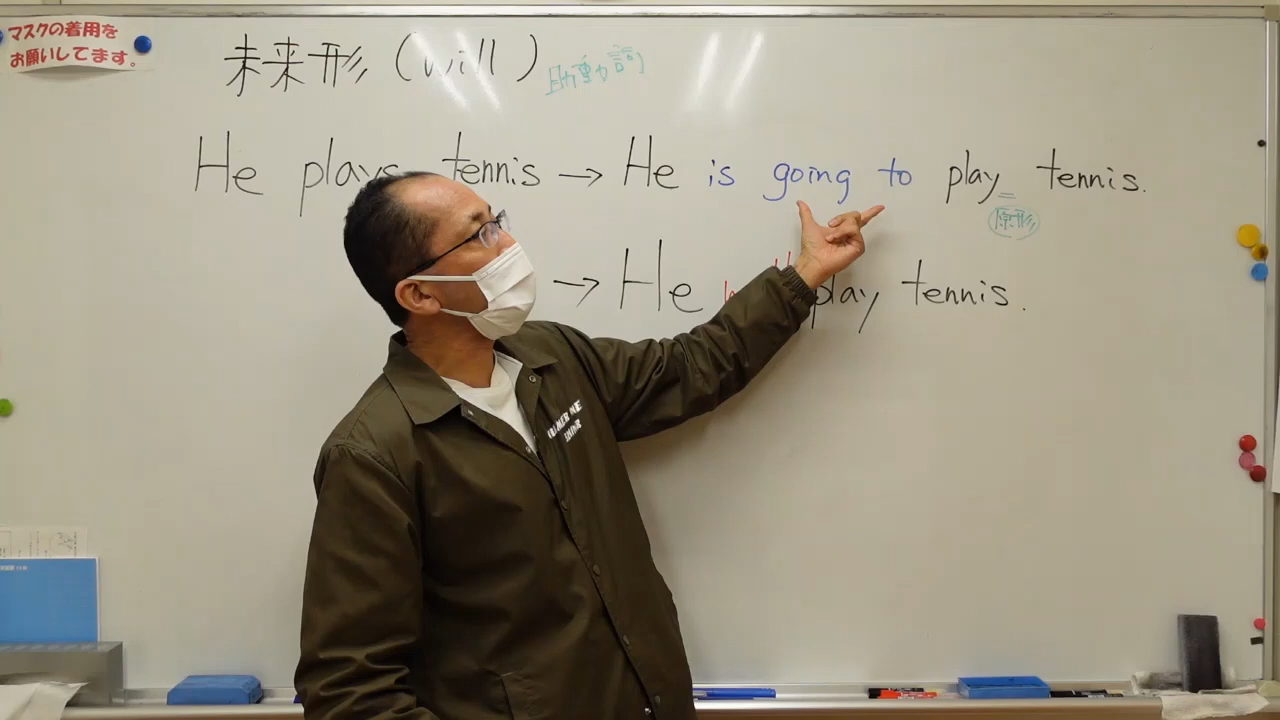 マスクの着用を
お願いしてます。
未来形 (will) 助動詞
He plays tennis → He is going to play tennis.
原形
→ He play tennis.